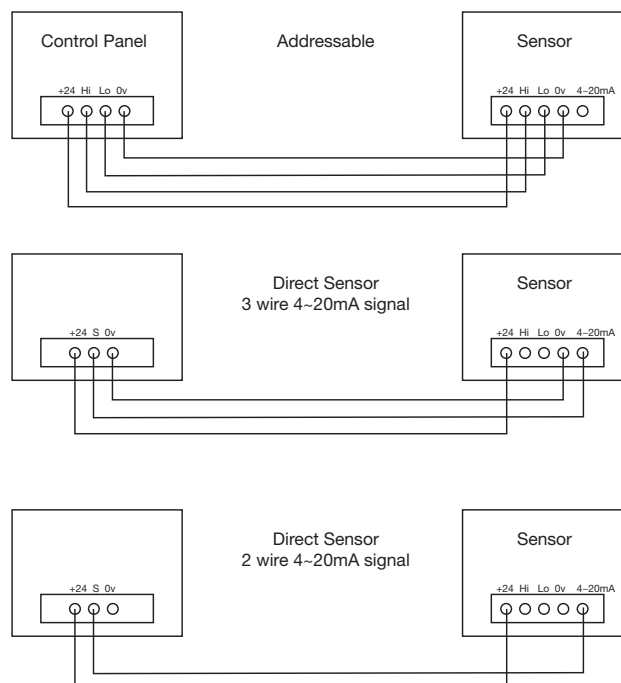 Control Panel
Addressable
Sensor
+24 Hi Lo 0v
+24 Hi Lo 0v 4~20mA
Direct Sensor
3 wire 4~20mA signal
Sensor
+24 S 0v
+24 Hi Lo 0v 4~20mA
Direct Sensor
2 wire 4~20mA signal
Sensor
+24 S 0v
+24 Hi Lo 0v 4~20mA